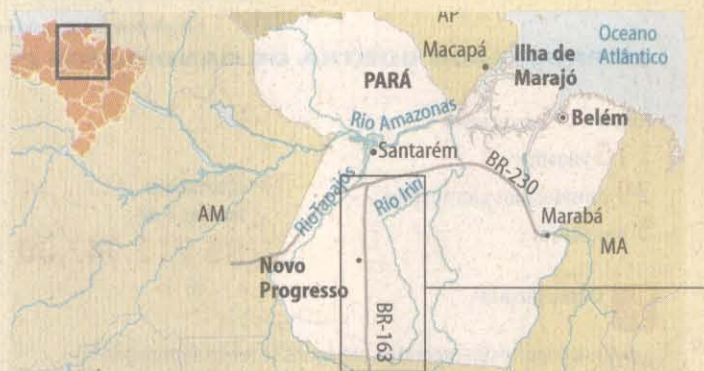 AP
Oceano
Atlântico
Macapá
Ilha de
Marajó
PARÁ
Rio Amazonas
Belém
Santarém
BR-230
Rio Tapajós
Rio Iriri
AM
Marabá
MA
Novo
Progresso
BR-163